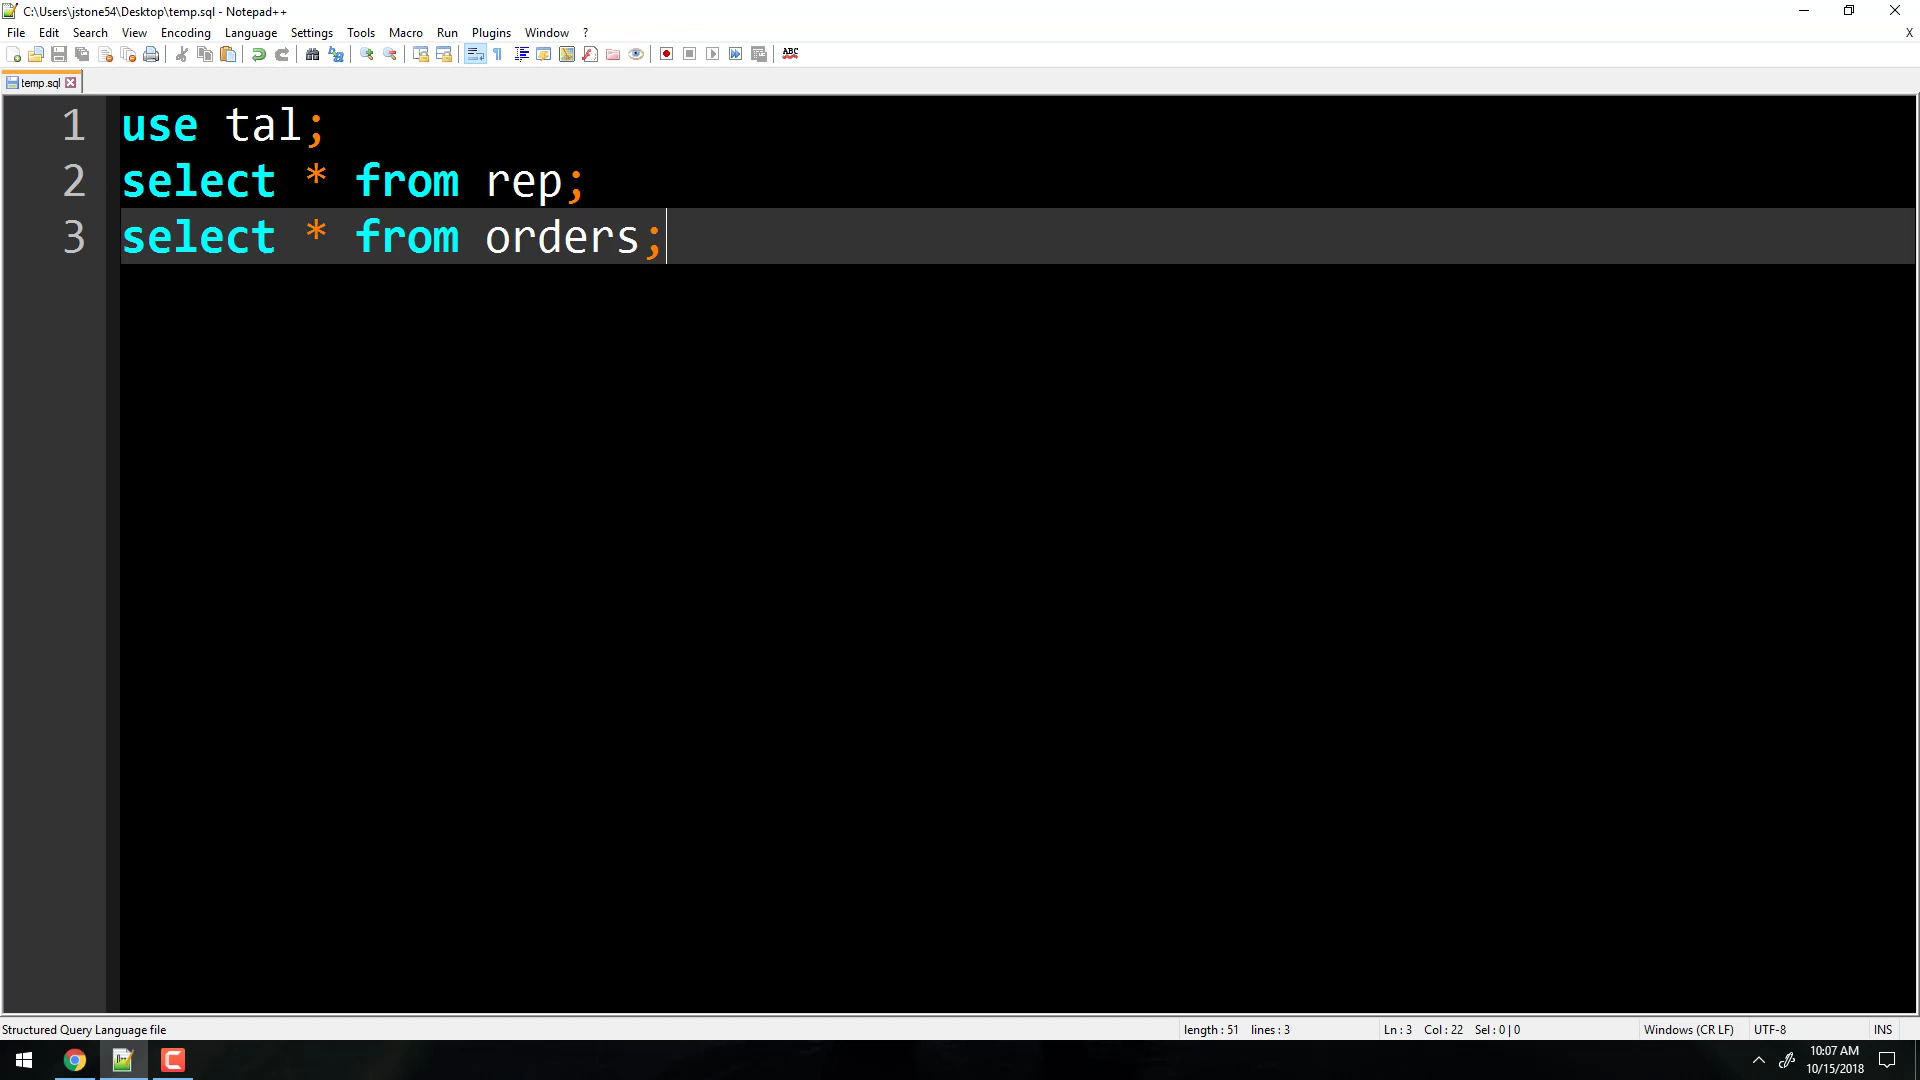 C:\Users\jstone54\Desktop\temp.sql - Notepad++
File Edit Search View Encoding Language Settings Tools Macro Run Plugins Window ? X
ABC
temp.sql
1 use tal;
2 select * from rep;
3 select * from orders;
Structured Query Language file length : 51 lines : 3 Ln : 3 Col : 22 Sel : 0 | 0 Windows (CR LF) UTF-8 INS
10:07 AM
10/15/2018